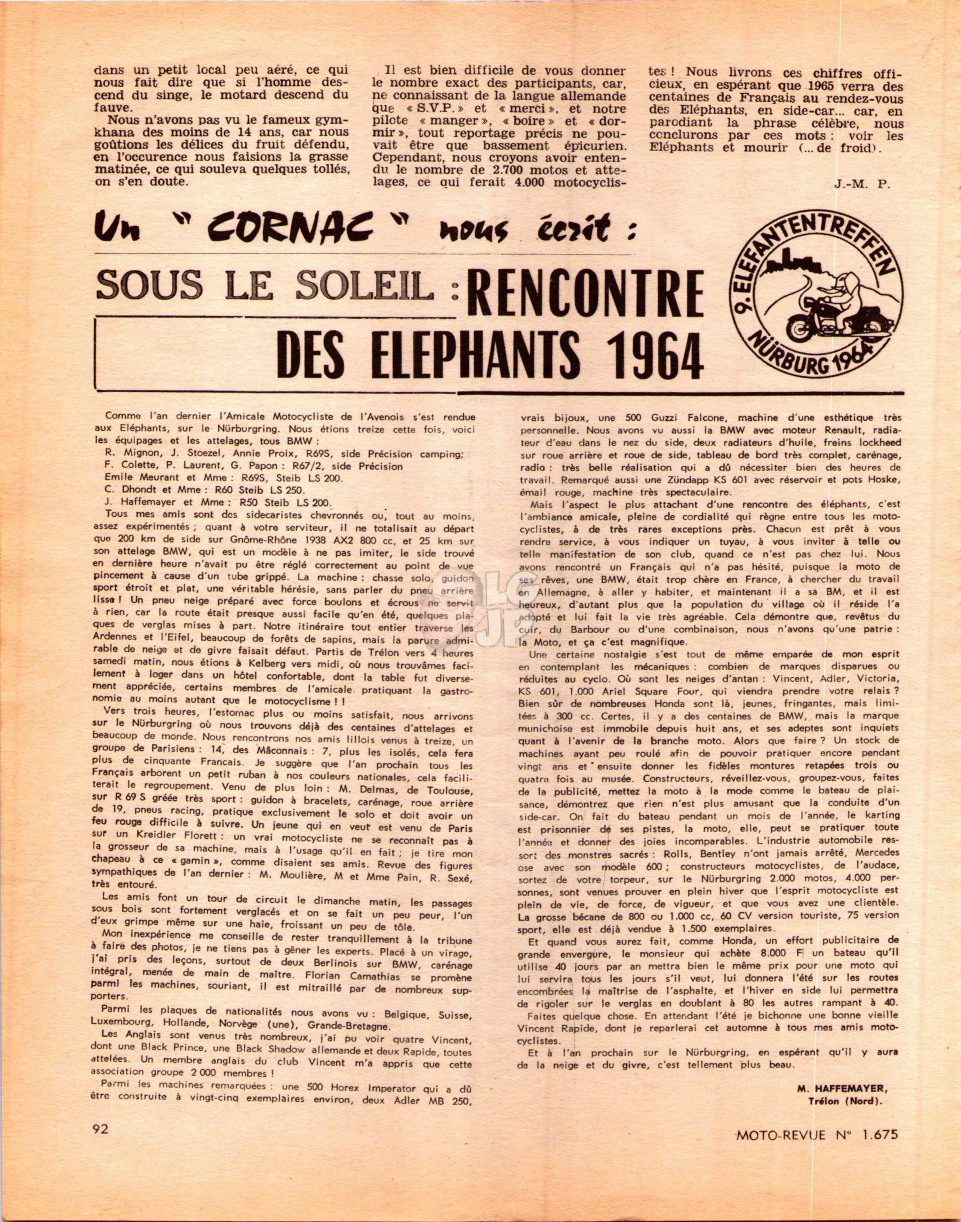 dans un petit local peu aéré, ce qui
nous fait dire que si l'homme des-
cend du singe, le motard descend du
fauve.
Nous n'avons pas vu le fameux gym-
khana des moins de 14 ans, car nous
goûtions les délices du fruit défendu,
en l'occurence nous faisions la grasse
matinée, ce qui souleva quelques tollés,
on s'en doute.
Il est bien difficile de vous donner
le nombre exact des participants, car,
ne connaissant de la langue allemande
que « S.V.P. » et « merci », et notre
pilote « manger », « boire » et « dor-
mir », tout reportage précis ne pou-
vait être que bassement épicurien.
Cependant, nous croyons avoir enten-
du le nombre de 2.700 motos et atte-
lages, ce qui ferait 4.000 motocyclis-
tes ! Nous livrons ces chiffres offi-
cieux, en espérant que 1965 verra des
centaines de Français au rendez-vous
des Eléphants, en side-car... car, en
parodiant la phrase célèbre, nous
conclurons par ces mots : voir les
Eléphants et mourir (... de froid).
J.-M. P.
Un " CORNAC " nous écrit :
SOUS LE SOLEIL : RENCONTRE
DES ELEPHANTS 1964
9. ELEFANTENTREFFEN
NÜRBURG 1964
Comme l'an dernier l'Amicale Motocycliste de l'Avenois s'est rendue
aux Eléphants, sur le Nürburgring. Nous étions treize cette fois, voici
les équipages et les attelages, tous BMW :
R. Mignon, J. Stoezel, Annie Proix, R69S, side Précision camping;
F. Colette, P. Laurent, G. Papon : R67/2, side Précision
Emile Meurant et Mme : R69S, Steib LS 200.
C. Dhondt et Mme : R60 Steib LS 250.
J. Haffemayer et Mme : R50 Steib LS 200.
Tous mes amis sont des sidecaristes chevronnés ou, tout au moins,
assez expérimentés ; quant à votre serviteur, il ne totalisait au départ
que 200 km de side sur Gnôme-Rhône 1938 AX2 800 cc, et 25 km sur
son attelage BMW, qui est un modèle à ne pas imiter, le side trouvé
en dernière heure n'avait pu être réglé correctement au point de vue
pincement à cause d'un tube grippé. La machine : chasse solo, guidon
sport étroit et plat, une véritable hérésie, sans parler du pneu arrière
lisse ! Un pneu neige préparé avec force boulons et écrous ne servit
à rien, car la route était presque aussi facile qu'en été, quelques pla-
ques de verglas mises à part. Notre itinéraire tout entier traverse les
Ardennes et l'Eifel, beaucoup de forêts de sapins, mais la parure admi-
rable de neige et de givre faisait défaut. Partis de Trélon vers 4 heures
samedi matin, nous étions à Kelberg vers midi, où nous trouvâmes faci-
lement à loger dans un hôtel confortable, dont la table fut diverse-
ment appréciée, certains membres de l'amicale pratiquant la gastro-
nomie au moins autant que le motocyclisme ! !
Vers trois heures, l'estomac plus ou moins satisfait, nous arrivons
sur le Nürburgring où nous trouvons déjà des centaines d'attelages et
beaucoup de monde. Nous rencontrons nos amis lillois venus à treize, un
groupe de Parisiens : 14, des Mâconnais : 7, plus les isolés, cela fera
plus de cinquante Francais. Je suggère que l'an prochain tous les
Français arborent un petit ruban à nos couleurs nationales, cela facili-
terait le regroupement. Venu de plus loin : M. Delmas, de Toulouse,
sur R 69 S gréée très sport : guidon à bracelets, carénage, roue arrière
de 19, pneus racing, pratique exclusivement le solo et doit avoir un
feu rouge difficile à suivre. Un jeune qui en veut est venu de Paris
sur un Kreidler Florett : un vrai motocycliste ne se reconnaît pas à
la grosseur de sa machine, mais à l'usage qu'il en fait ; je tire mon
chapeau à ce « gamin », comme disaient ses amis. Revue des figures
sympathiques de l'an dernier : M. Moulière, M et Mme Pain, R. Sexé,
très entouré.
Les amis font un tour de circuit le dimanche matin, les passages
sous bois sont fortement verglacés et on se fait un peu peur, l'un
d'eux grimpe même sur une haie, froissant un peu de tôle.
Mon inexpérience me conseille de rester tranquillement à la tribune
à faire des photos, je ne tiens pas à gêner les experts. Placé à un virage,
j'ai pris des leçons, surtout de deux Berlinois sur BMW, carénage
intégral, menée de main de maître. Florian Camathias se promène
parmi les machines, souriant, il est mitraillé par de nombreux sup-
porters.
Parmi les plaques de nationalités nous avons vu : Belgique, Suisse,
Luxembourg, Hollande, Norvège (une), Grande-Bretagne.
Les Anglais sont venus très nombreux, j'ai pu voir quatre Vincent,
dont une Black Prince, une Black Shadow allemande et deux Rapide, toutes
attelées. Un membre anglais du club Vincent m'a appris que cette
association groupe 2 000 membres !
Parmi les machines remarquées : une 500 Horex Imperator qui a dû
être construite à vingt-cinq exemplaires environ, deux Adler MB 250,
vrais bijoux, une 500 Guzzi Falcone, machine d'une esthétique très
personnelle. Nous avons vu aussi la BMW avec moteur Renault, radia-
teur d'eau dans le nez du side, deux radiateurs d'huile, freins lockheed
sur roue arrière et roue de side, tableau de bord très complet, carénage,
radio : très belle réalisation qui a dû nécessiter bien des heures de
travail. Remarqué aussi une Zündapp KS 601 avec réservoir et pots Hoske,
émail rouge, machine très spectaculaire.
Mais l'aspect le plus attachant d'une rencontre des éléphants, c'est
l'ambiance amicale, pleine de cordialité qui règne entre tous les moto-
cyclistes, à de très rares exceptions près. Chacun est prêt à vous
rendre service, à vous indiquer un tuyau, à vous inviter à telle ou
telle manifestation de son club, quand ce n'est pas chez lui. Nous
avons rencontré un Français qui n'a pas hésité, puisque la moto de
ses rêves, une BMW, était trop chère en France, à chercher du travail
en Allemagne, à aller y habiter, et maintenant il a sa BM, et il est
heureux, d'autant plus que la population du village où il réside l'a
adopté et lui fait la vie très agréable. Cela démontre que, revêtus du
cuir, du Barbour ou d'une combinaison, nous n'avons qu'une patrie :
la Moto, et ça c'est magnifique.
Une certaine nostalgie s'est tout de même emparée de mon esprit
en contemplant les mécaniques : combien de marques disparues ou
réduites au cyclo. Où sont les neiges d'antan : Vincent, Adler, Victoria,
KS 601, 1.000 Ariel Square Four, qui viendra prendre votre relais ?
Bien sûr de nombreuses Honda sont là, jeunes, fringantes, mais limi-
tées à 300 cc. Certes, il y a des centaines de BMW, mais la marque
munichoise est immobile depuis huit ans, et ses adeptes sont inquiets
quant à l'avenir de la branche moto. Alors que faire ? Un stock de
machines ayant peu roulé afin de pouvoir pratiquer encore pendant
vingt ans et ensuite donner les fidèles montures retapées trois ou
quatre fois au musée. Constructeurs, réveillez-vous, groupez-vous, faites
de la publicité, mettez la moto à la mode comme le bateau de plai-
sance, démontrez que rien n'est plus amusant que la conduite d'un
side-car. On fait du bateau pendant un mois de l'année, le karting
est prisonnier de ses pistes, la moto, elle, peut se pratiquer toute
l'année et donner des joies incomparables. L'industrie automobile res-
sort des monstres sacrés : Rolls, Bentley n'ont jamais arrêté, Mercedes
ose avec son modèle 600 ; constructeurs motocyclistes, de l'audace,
sortez de votre torpeur, sur le Nürburgring 2.000 motos, 4.000 per-
sonnes, sont venues prouver en plein hiver que l'esprit motocycliste est
plein de vie, de force, de vigueur, et que vous avez une clientèle.
La grosse bécane de 800 ou 1.000 cc, 60 CV version touriste, 75 version
sport, elle est déjà vendue à 1.500 exemplaires.
Et quand vous aurez fait, comme Honda, un effort publicitaire de
grande envergure, le monsieur qui achète 8.000 F un bateau qu'il
utilise 40 jours par an mettra bien le même prix pour une moto qui
lui servira tous les jours s'il veut, lui donnera l'été sur les routes
encombrées la maîtrise de l'asphalte, et l'hiver en side lui permettra
de rigoler sur le verglas en doublant à 80 les autres rampant à 40.
Faites quelque chose. En attendant l'été je bichonne une bonne vieille
Vincent Rapide, dont je reparlerai cet automne à tous mes amis moto-
cyclistes.
Et à l'an prochain sur le Nürburgring, en espérant qu'il y aura
de la neige et du givre, c'est tellement plus beau.
M. HAFFEMAYER,
Trélon (Nord).
92
MOTO-REVUE N° 1.675